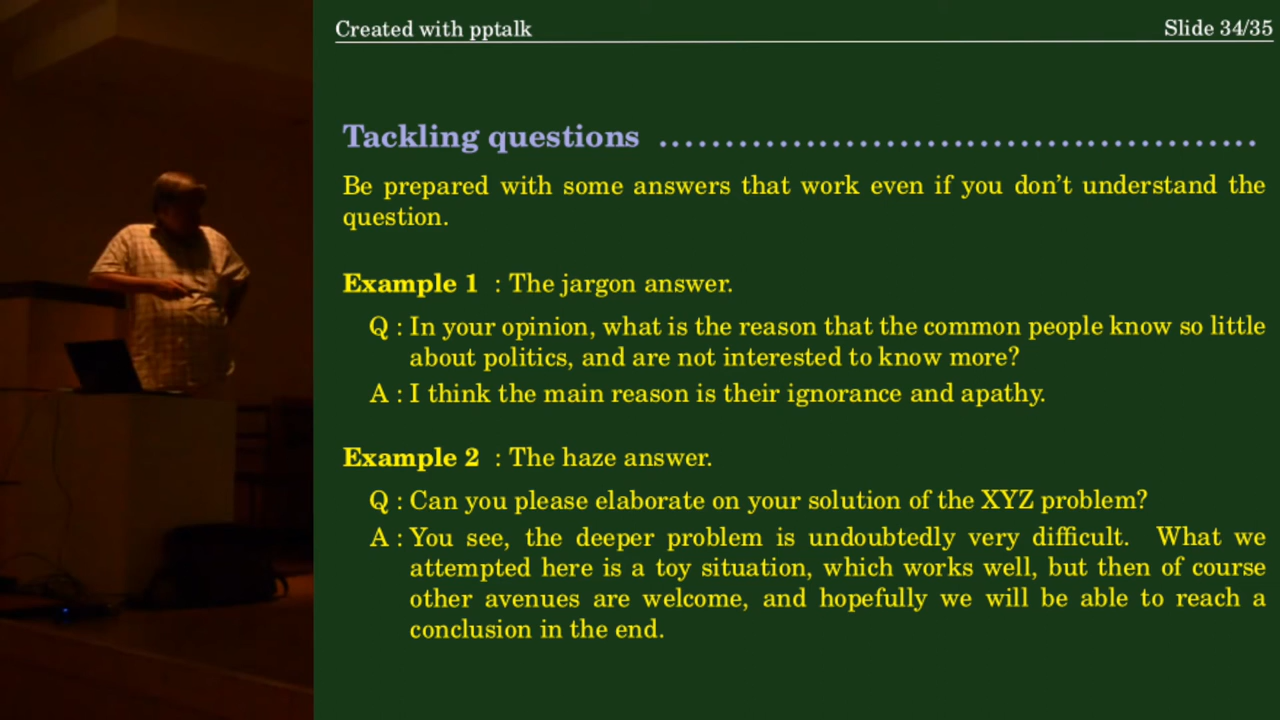 Created with pptalk
Slide 34/35
Tackling questions ............................................
Be prepared with some answers that work even if you don't understand the
question.
Example 1 : The jargon answer.
Q : In your opinion, what is the reason that the common people know so little
about politics, and are not interested to know more?
A : I think the main reason is their ignorance and apathy.
Example 2 : The haze answer.
Q : Can you please elaborate on your solution of the XYZ problem?
A : You see, the deeper problem is undoubtedly very difficult. What we
attempted here is a toy situation, which works well, but then of course
other avenues are welcome, and hopefully we will be able to reach a
conclusion in the end.